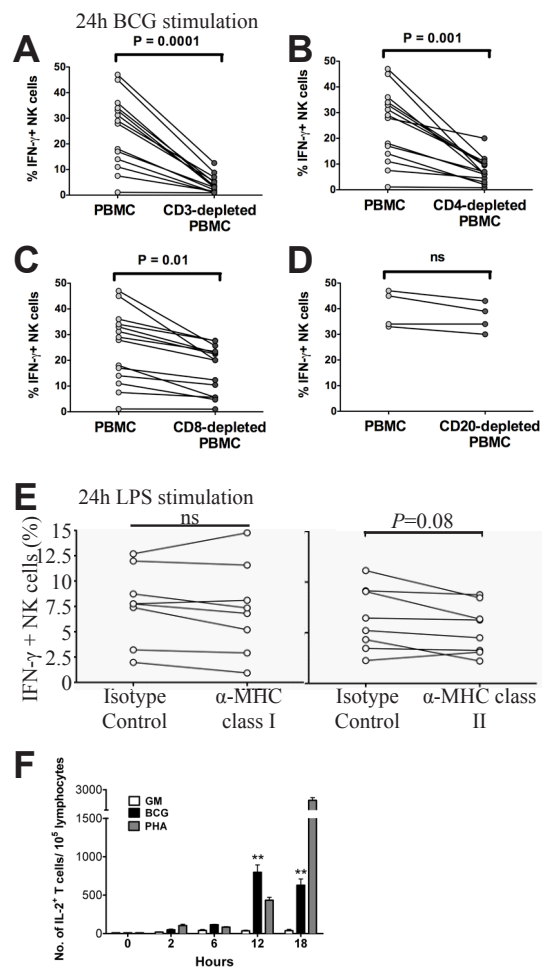 24h BCG stimulation
A
P = 0.0001
% IFN-γ+ NK cells
50
40
30
20
10
0
PBMC
CD3-depleted
PBMC
B
P = 0.001
% IFN-γ+ NK cells
50
40
30
20
10
0
PBMC
CD4-depleted
PBMC
C
P = 0.01
% IFN-γ+ NK cells
50
40
30
20
10
0
PBMC
CD8-depleted
PBMC
D
ns
% IFN-γ+ NK cells
50
40
30
20
10
0
PBMC
CD20-depleted
PBMC
E
24h LPS stimulation
ns
P=0.08
IFN-γ + NK cells (%)
15
12.5
10
7.5
5
2.5
0
Isotype
Control
α-MHC
class I
Isotype
Control
α-MHC class
II
F
No. of IL-2⁺ T cells/ 10⁵ lymphocytes
3000
1500
1000
500
0
GM
BCG
PHA
**
**
0
2
6
12
18
Hours